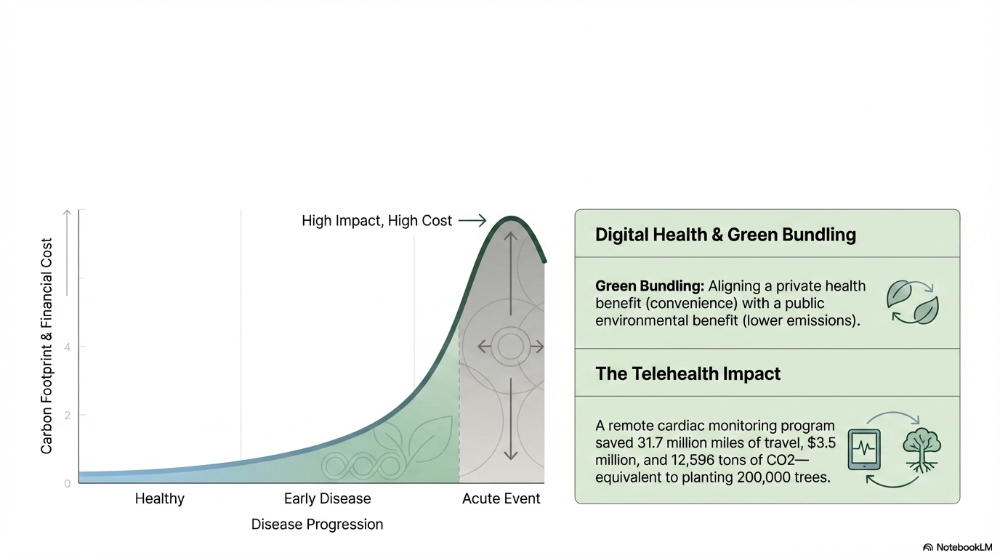 High Impact, High Cost
Carbon Footprint & Financial Cost
4
2
0
Healthy
Early Disease
Acute Event
Disease Progression
Digital Health & Green Bundling
Green Bundling: Aligning a private health
benefit (convenience) with a public
environmental benefit (lower emissions).
The Telehealth Impact
A remote cardiac monitoring program
saved 31.7 million miles of travel, $3.5
million, and 12,596 tons of CO2—
equivalent to planting 200,000 trees.
NotebookLM